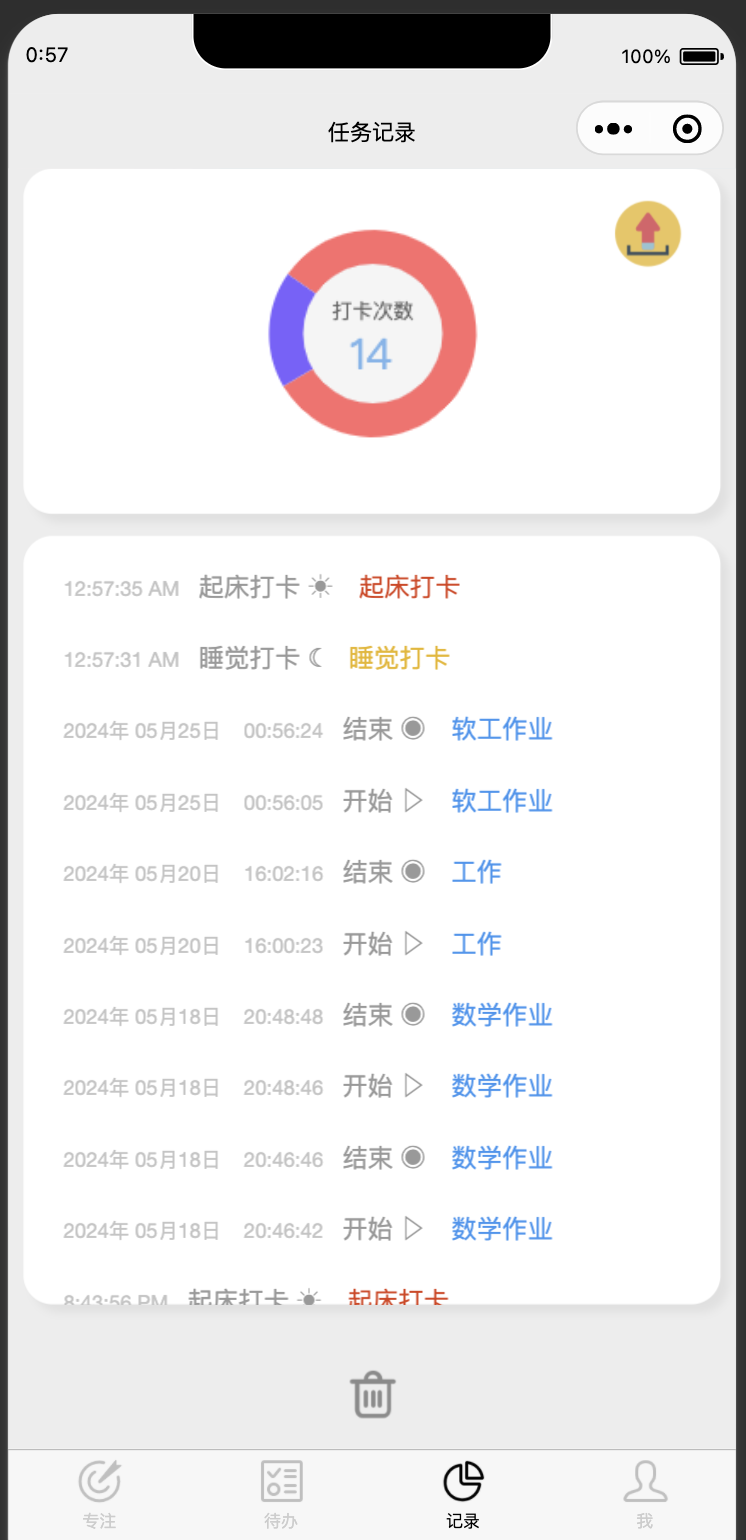 0:57 100%
任务记录
打卡次数
14
12:57:35 AM 起床打卡 ☀ 起床打卡
12:57:31 AM 睡觉打卡 ☾ 睡觉打卡
2024年 05月25日 00:56:24 结束 ◉ 软工作业
2024年 05月25日 00:56:05 开始 ▷ 软工作业
2024年 05月20日 16:02:16 结束 ◉ 工作
2024年 05月20日 16:00:23 开始 ▷ 工作
2024年 05月18日 20:48:48 结束 ◉ 数学作业
2024年 05月18日 20:48:46 开始 ▷ 数学作业
2024年 05月18日 20:46:46 结束 ◉ 数学作业
2024年 05月18日 20:46:42 开始 ▷ 数学作业
8:43:56 PM 起床打卡 ☀ 起床打卡
专注 待办 记录 我